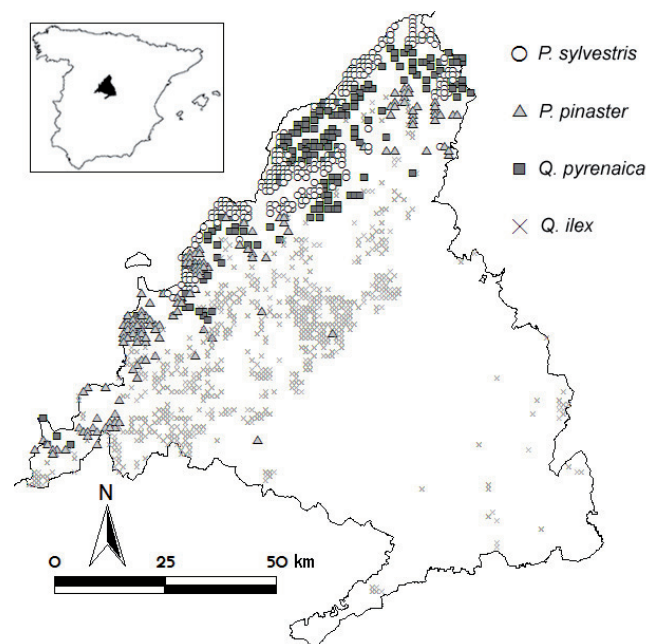 P. sylvestris
P. pinaster
Q. pyrenaica
Q. ilex
N
0 25 50 km